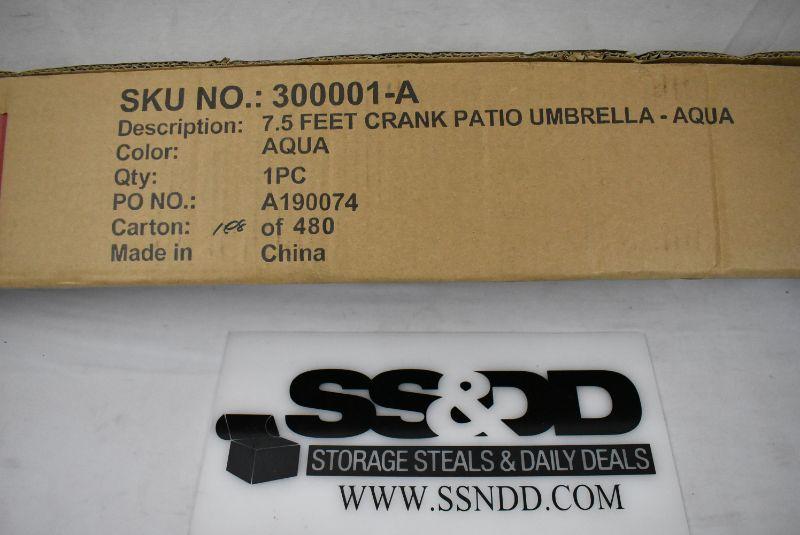 SKU NO.: 300001-A
Description: 7.5 FEET CRANK PATIO UMBRELLA - AQUA
Color: AQUA
Qty: 1PC
PO NO.: A190074
Carton: 108 of 480
Made in China
SS&DD
STORAGE STEALS & DAILY DEALS
WWW.SSNDD.COM